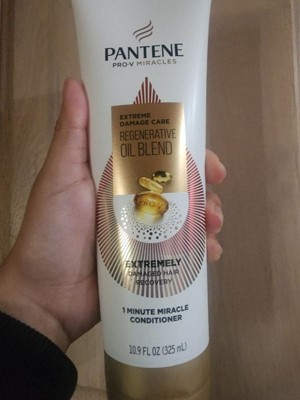 PANTENE
PRO-V MIRACLES
EXTREME
DAMAGE CARE
REGENERATIVE
OIL BLEND
PRO-V
EXTREMELY
DAMAGED HAIR
RECOVERY
1 MINUTE MIRACLE
CONDITIONER
10.9 FL OZ (325 mL)